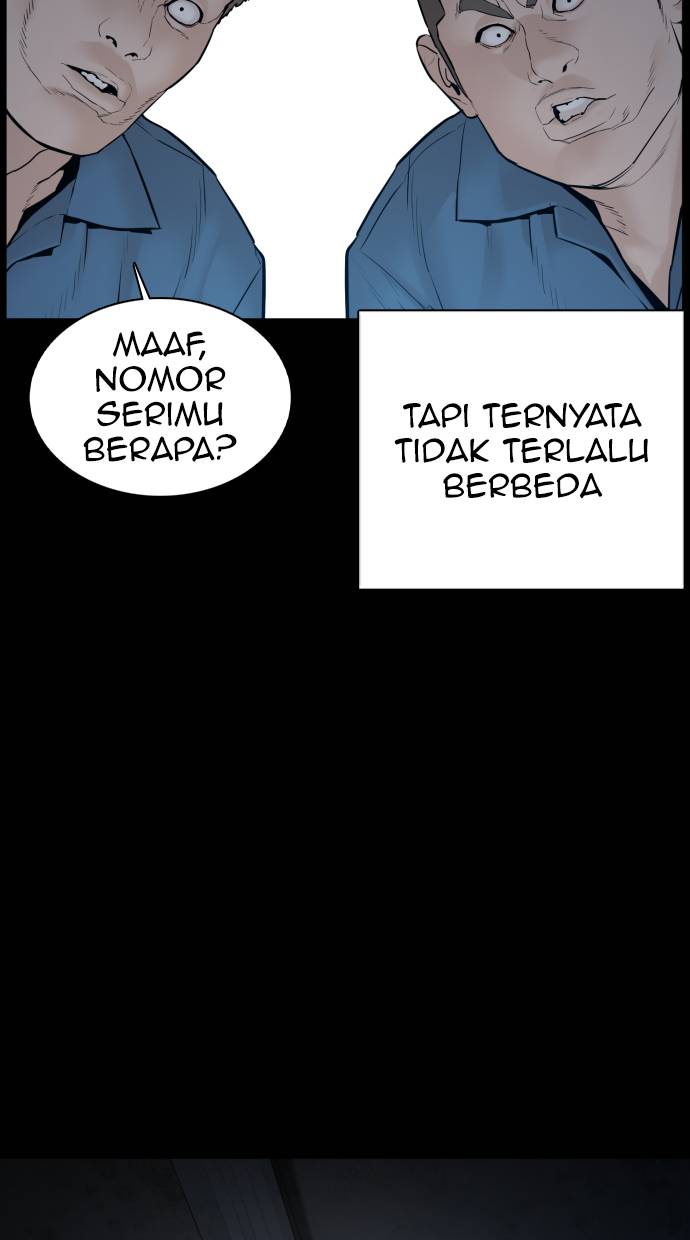 MAAF,
NOMOR
SERIMU
BERAPA?
TAPI TERNYATA
TIDAK TERLALU
BERBEDA